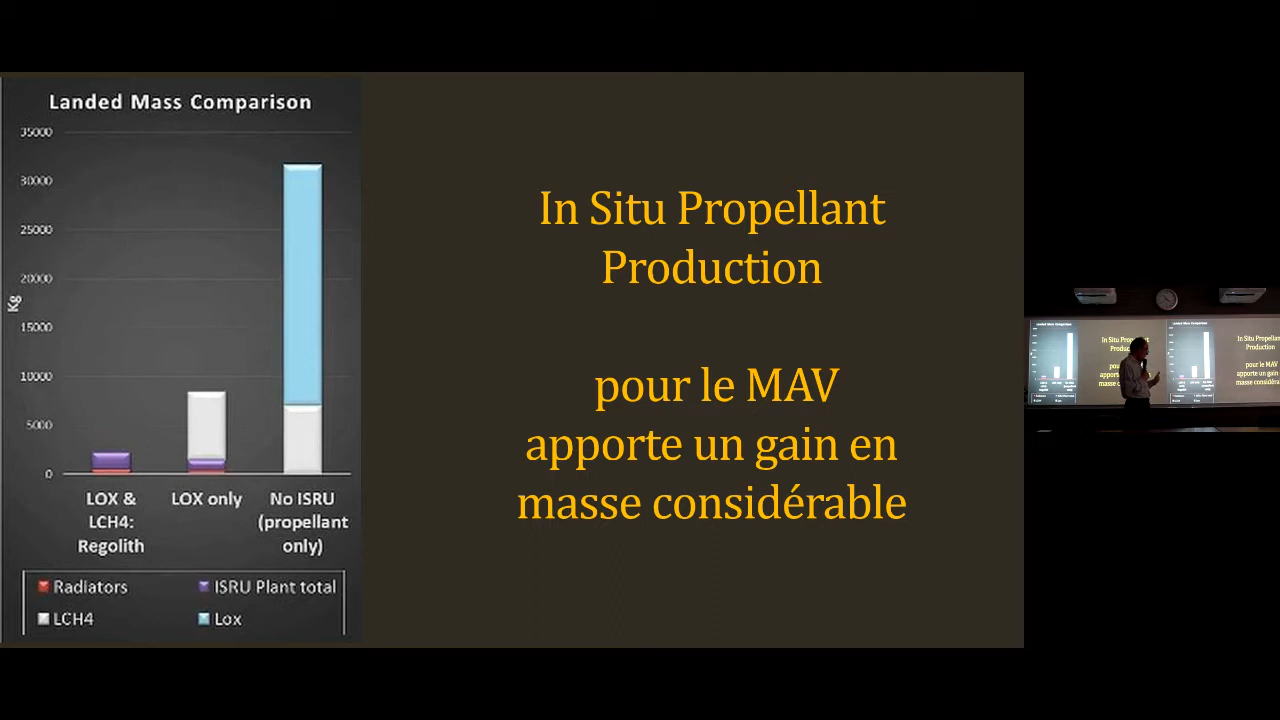 Landed Mass Comparison
35000
30000
25000
20000
15000
10000
5000
0
Kg
LOX &
LCH4:
Regolith
LOX only
No ISRU
(propellant
only)
Radiators
ISRU Plant total
LCH4
Lox
In Situ Propellant
Production
pour le MAV
apporte un gain en
masse considérable